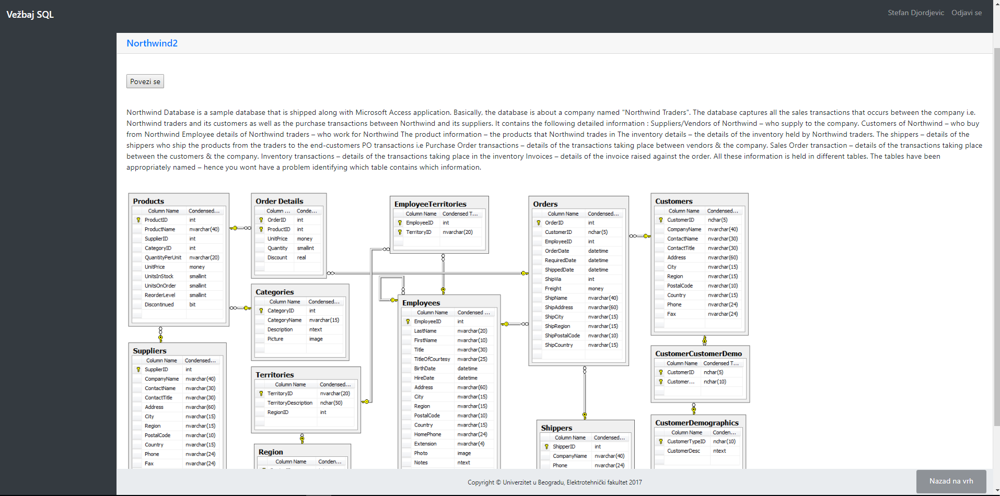 Vežbaj SQL
Stefan Djordjevic Odjavi se
Northwind2
Povezi se
Northwind Database is a sample database that is shipped along with Microsoft Access application. Basically, the database is about a company named "Northwind Traders". The database captures all the sales transactions that occurs between the company i.e.
Northwind traders and its customers as well as the purchase transactions between Northwind and its suppliers. It contains the following detailed information : Suppliers/Vendors of Northwind – who supply to the company. Customers of Northwind – who buy
from Northwind Employee details of Northwind traders – who work for Northwind The product information – the products that Northwind trades in The inventory details – the details of the inventory held by Northwind traders. The shippers – details of the
shippers who ship the products from the traders to the end-customers PO transactions i.e Purchase Order transactions – details of the transactions taking place between vendors & the company. Sales Order transaction – details of the transactions taking place
between the customers & the company. Inventory transactions – details of the transactions taking place in the inventory Invoices – details of the invoice raised against the order. All these information is held in different tables. The tables have been
appropriately named – hence you wont have a problem identifying which table contains which information.
Products
Column Name Condensed...
ProductID int
ProductName nvarchar(40)
SupplierID int
CategoryID int
QuantityPerUnit nvarchar(20)
UnitPrice money
UnitsInStock smallint
UnitsOnOrder smallint
ReorderLevel smallint
Discontinued bit
Suppliers
Column Name Condensed...
SupplierID int
CompanyName nvarchar(40)
ContactName nvarchar(30)
ContactTitle nvarchar(30)
Address nvarchar(60)
City nvarchar(15)
Region nvarchar(15)
PostalCode nvarchar(10)
Country nvarchar(15)
Phone nvarchar(24)
Fax nvarchar(24)
Order Details
Column ... Conde...
OrderID int
ProductID int
UnitPrice money
Quantity smallint
Discount real
Categories
Column Name Condensed...
CategoryID int
CategoryName nvarchar(15)
Description ntext
Picture image
Territories
Column Name Condensed...
TerritoryID nvarchar(20)
TerritoryDescription nchar(50)
RegionID int
Region
Column Name Conden...
EmployeeTerritories
Column Name Condensed T...
EmployeeID int
TerritoryID nvarchar(20)
Employees
Column Name Condensed ...
EmployeeID int
LastName nvarchar(20)
FirstName nvarchar(10)
Title nvarchar(30)
TitleOfCourtesy nvarchar(25)
BirthDate datetime
HireDate datetime
Address nvarchar(60)
City nvarchar(15)
Region nvarchar(15)
PostalCode nvarchar(10)
Country nvarchar(15)
HomePhone nvarchar(24)
Extension nvarchar(4)
Photo image
Notes ntext
Orders
Column Name Condensed...
OrderID int
CustomerID nchar(5)
EmployeeID int
OrderDate datetime
RequiredDate datetime
ShippedDate datetime
ShipVia int
Freight money
ShipName nvarchar(40)
ShipAddress nvarchar(60)
ShipCity nvarchar(15)
ShipRegion nvarchar(15)
ShipPostalCode nvarchar(10)
ShipCountry nvarchar(15)
Shippers
Column Name Condensed...
ShipperID int
CompanyName nvarchar(40)
Phone nvarchar(24)
Customers
Column Name Condensed...
CustomerID nchar(5)
CompanyName nvarchar(40)
ContactName nvarchar(30)
ContactTitle nvarchar(30)
Address nvarchar(60)
City nvarchar(15)
Region nvarchar(15)
PostalCode nvarchar(10)
Country nvarchar(15)
Phone nvarchar(24)
Fax nvarchar(24)
CustomerCustomerDemo
Column Name Condensed T...
CustomerID nchar(5)
Customer... nchar(10)
CustomerDemographics
Column Name Conden...
CustomerTypeID nchar(10)
CustomerDesc ntext
Copyright © Univerzitet u Beogradu, Elektrotehnički fakultet 2017
Nazad na vrh